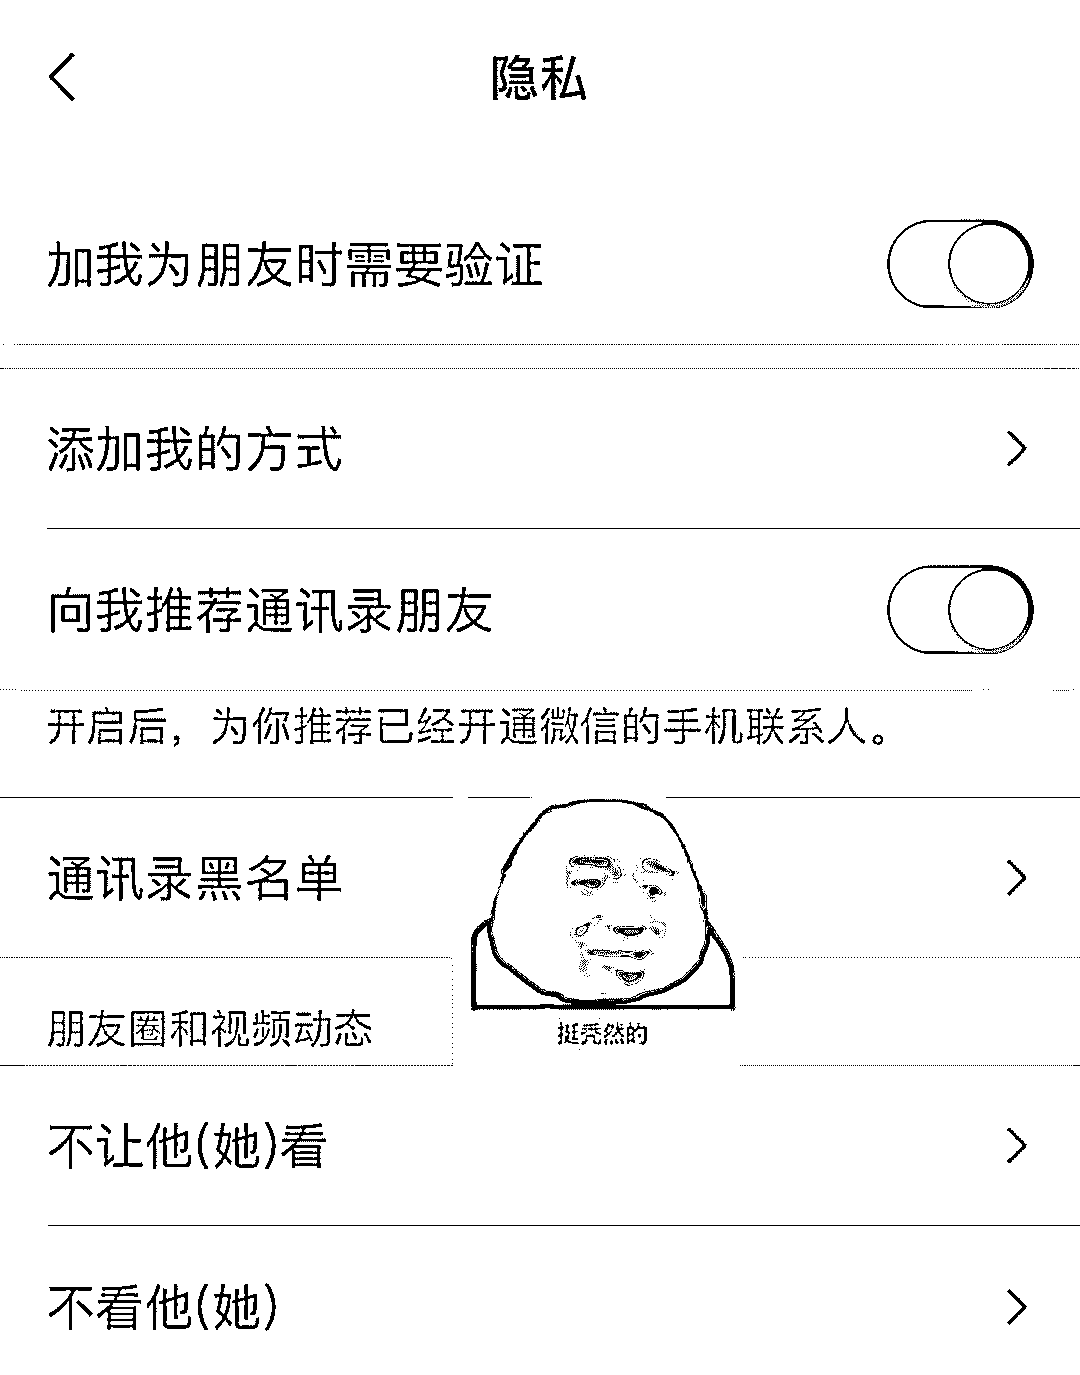 隐私
加我为朋友时需要验证
添加我的方式
向我推荐通讯录朋友
开启后，为你推荐已经开通微信的手机联系人。
通讯录黑名单
挺秃然的
朋友圈和视频动态
不让他(她)看
不看他(她)